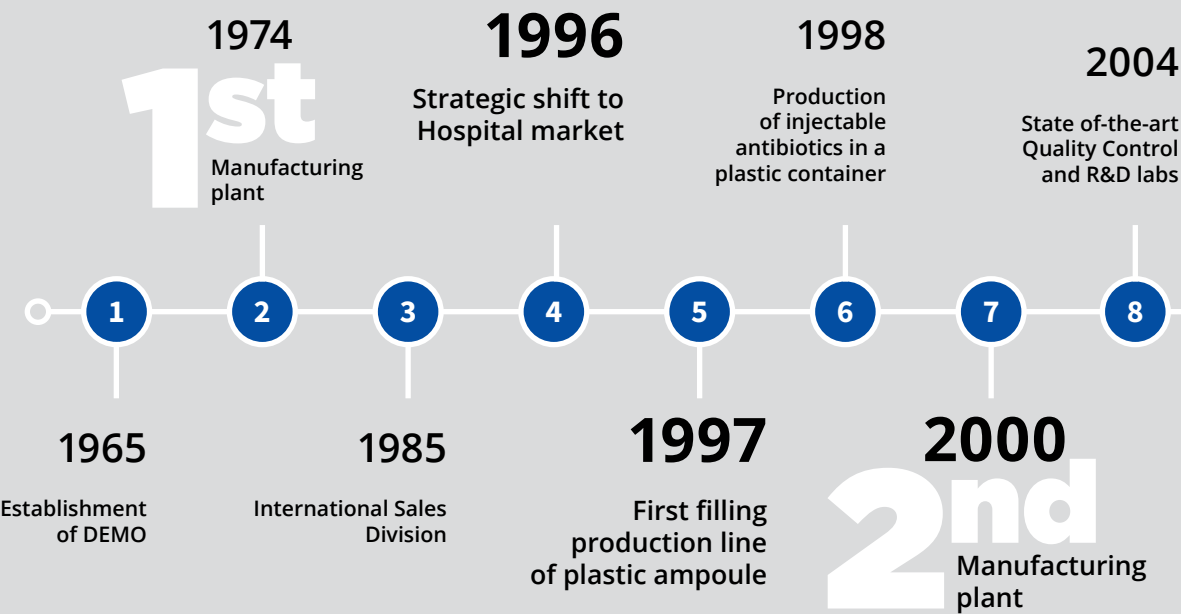 1974
1st
Manufacturing
plant
1996
Strategic shift to
Hospital market
1998
Production
of injectable
antibiotics in a
plastic container
2004
State of-the-art
Quality Control
and R&D labs
1
2
3
4
5
6
7
8
1965
Establishment
of DEMO
1985
International Sales
Division
1997
First filling
production line
of plastic ampoule
2000
2nd
Manufacturing
plant